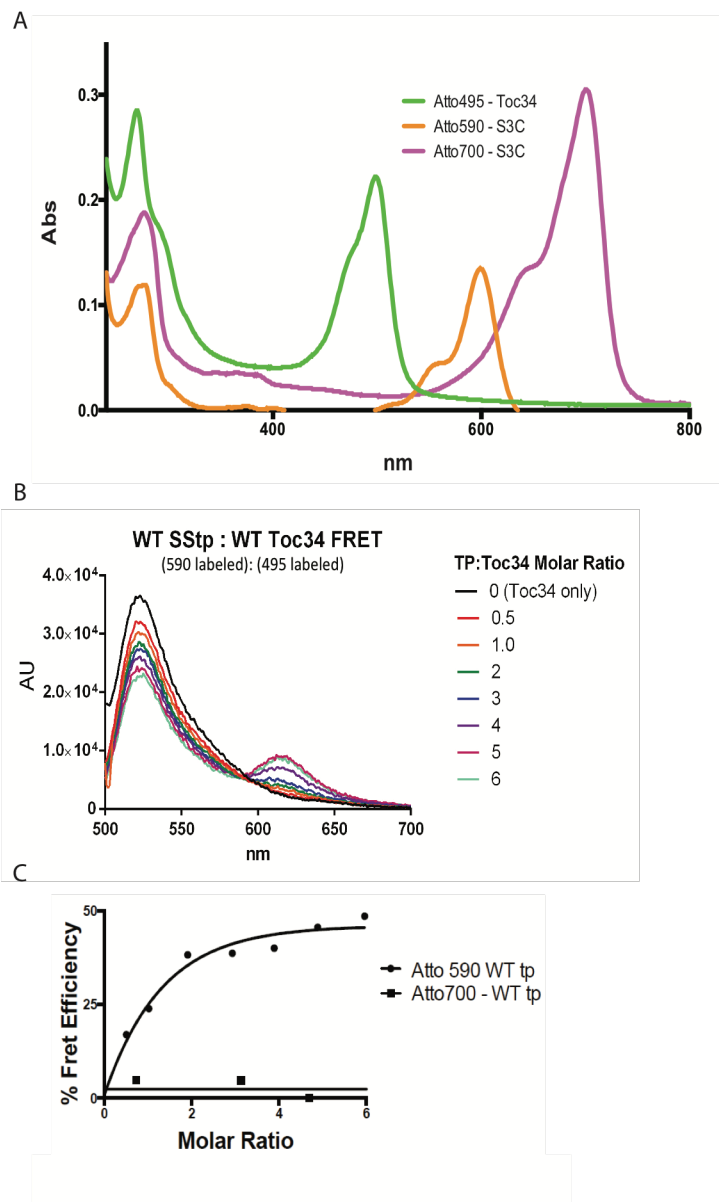 A
0.3
0.2
0.1
0.0
Abs
400
600
800
nm
Atto495 - Toc34
Atto590 - S3C
Atto700 - S3C
B
WT SStp : WT Toc34 FRET
(590 labeled): (495 labeled)
4.0×10⁴
3.0×10⁴
2.0×10⁴
1.0×10⁴
0
AU
500
550
600
650
700
nm
TP:Toc34 Molar Ratio
0 (Toc34 only)
0.5
1.0
2
3
4
5
6
C
50
25
0
% Fret Efficiency
0
2
4
6
Molar Ratio
Atto 590 WT tp
Atto700 - WT tp